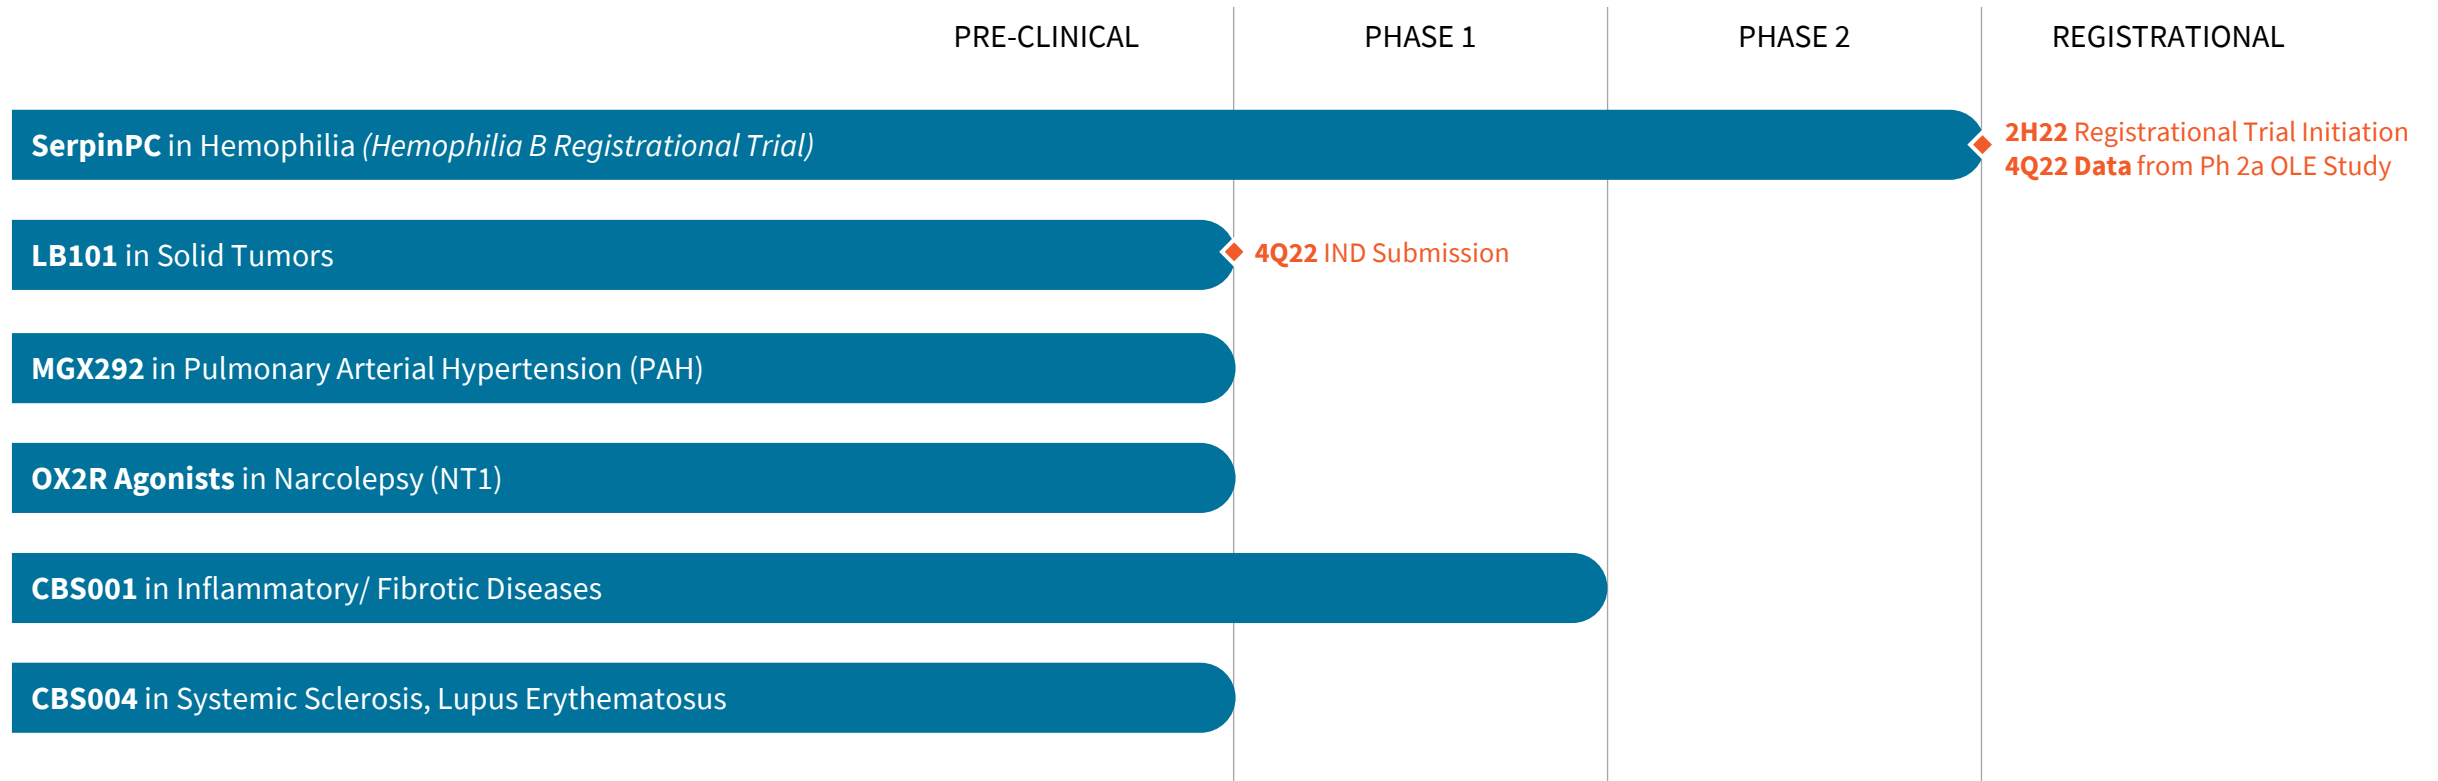 PRE-CLINICAL PHASE 1 PHASE 2 REGISTRATIONAL
SerpinPC in Hemophilia (Hemophilia B Registrational Trial)
2H22 Registrational Trial Initiation
4Q22 Data from Ph 2a OLE Study
LB101 in Solid Tumors
4Q22 IND Submission
MGX292 in Pulmonary Arterial Hypertension (PAH)
OX2R Agonists in Narcolepsy (NT1)
CBS001 in Inflammatory/ Fibrotic Diseases
CBS004 in Systemic Sclerosis, Lupus Erythematosus